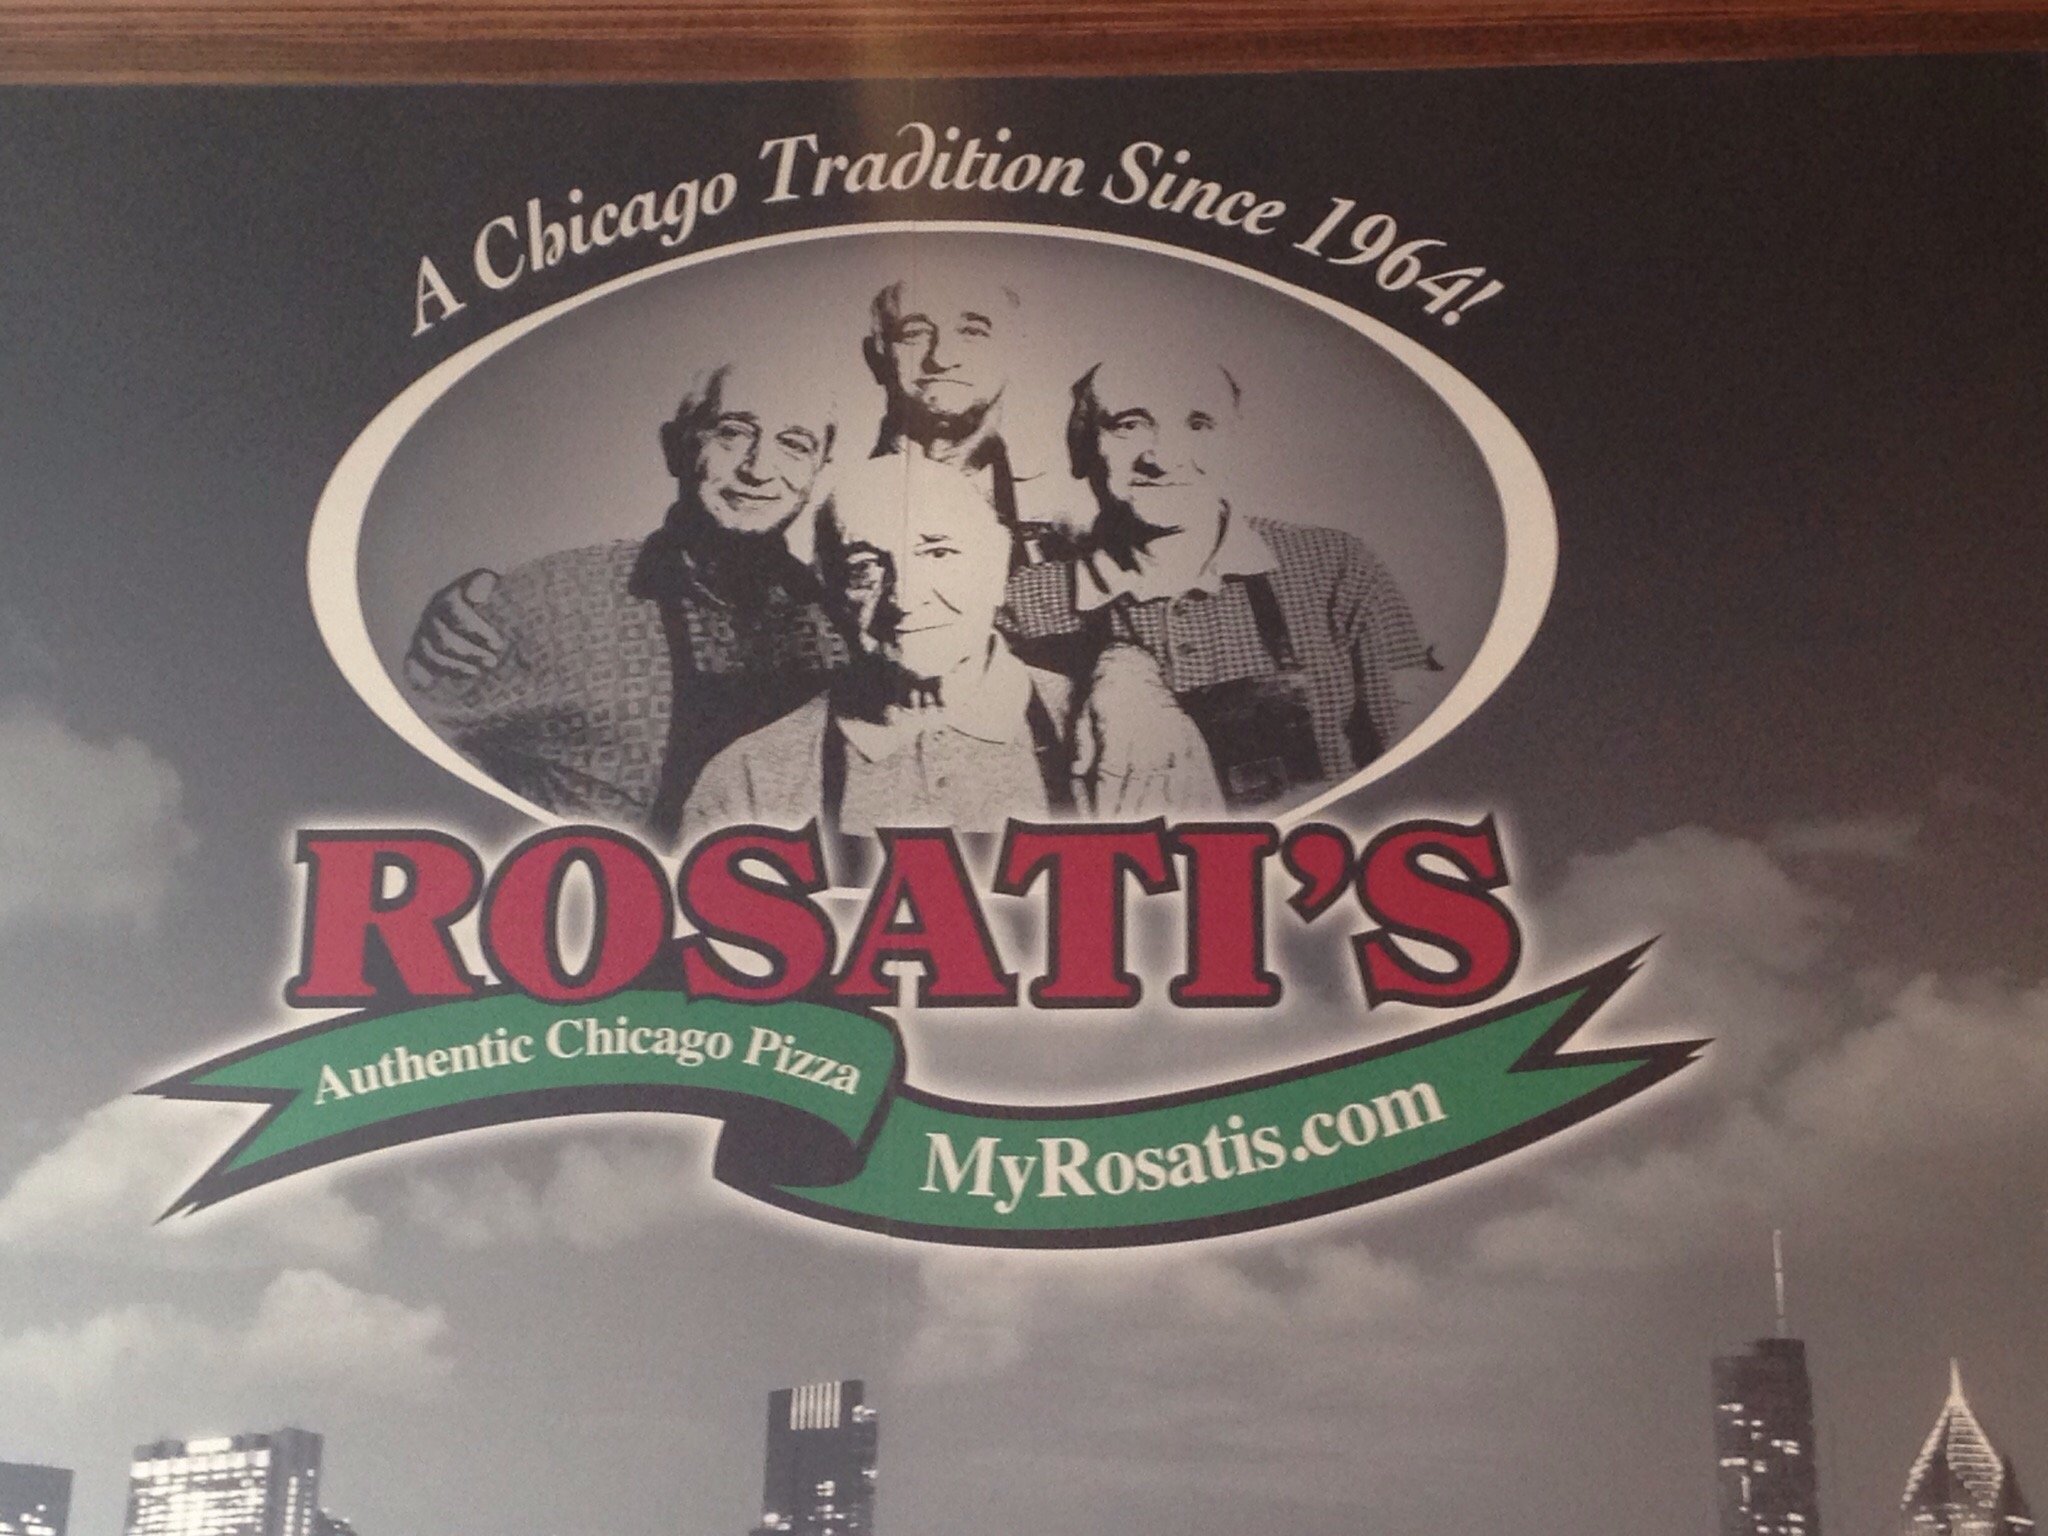 A Chicago Tradition Since 1964!
ROSATI'S
Authentic Chicago Pizza
MyRosatis.com